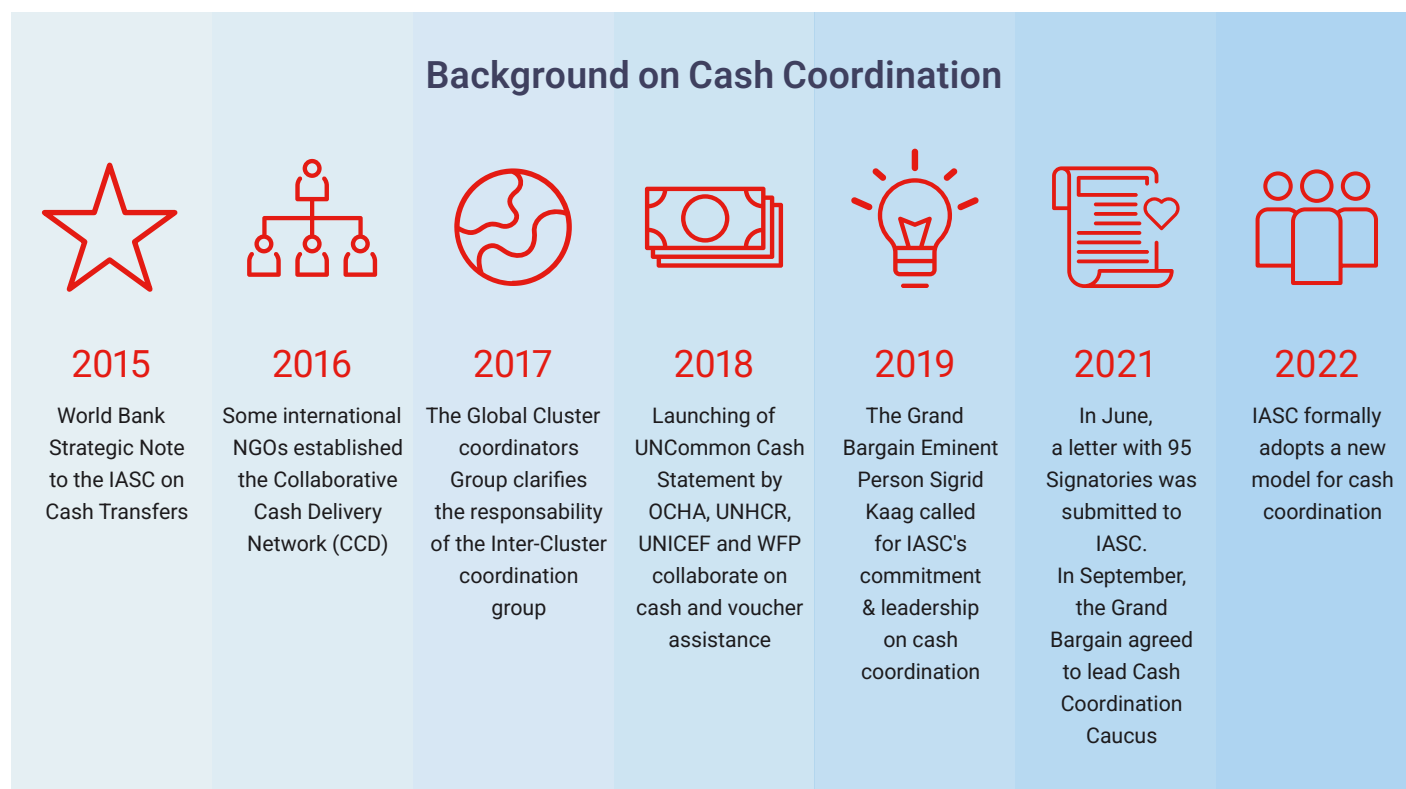 Background on Cash Coordination
2015
World Bank
Strategic Note
to the IASC on
Cash Transfers
2016
Some international
NGOs established
the Collaborative
Cash Delivery
Network (CCD)
2017
The Global Cluster
coordinators
Group clarifies
the responsability
of the Inter-Cluster
coordination
group
2018
Launching of
UNCommon Cash
Statement by
OCHA, UNHCR,
UNICEF and WFP
collaborate on
cash and voucher
assistance
2019
The Grand
Bargain Eminent
Person Sigrid
Kaag called
for IASC's
commitment
& leadership
on cash
coordination
2021
In June,
a letter with 95
Signatories was
submitted to
IASC.
In September,
the Grand
Bargain agreed
to lead Cash
Coordination
Caucus
2022
IASC formally
adopts a new
model for cash
coordination